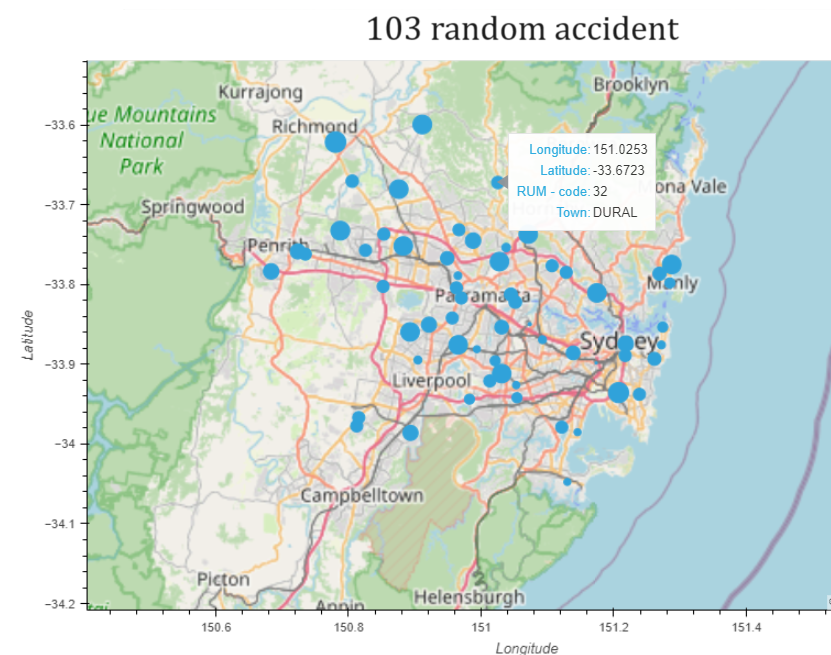 103 random accident
Kurrajong
Brooklyn
ue Mountains
National
Park
Richmond
Longitude: 151.0253
Latitude: -33.6723
RUM - code: 32
Town: DURAL
Mona Vale
Springwood
Penrith
Parramatta
Manly
Sydney
Liverpool
Campbelltown
Picton
Helensburgh
Appin
−33.6
−33.7
−33.8
−33.9
−34
−34.1
−34.2
Latitude
150.6
150.8
151
151.2
151.4
Longitude